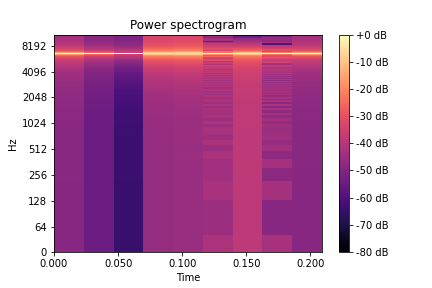 Power spectrogram
8192
4096
2048
1024
512
256
128
64
0
Hz
0.000 0.050 0.100 0.150 0.200
Time
+0 dB
-10 dB
-20 dB
-30 dB
-40 dB
-50 dB
-60 dB
-70 dB
-80 dB